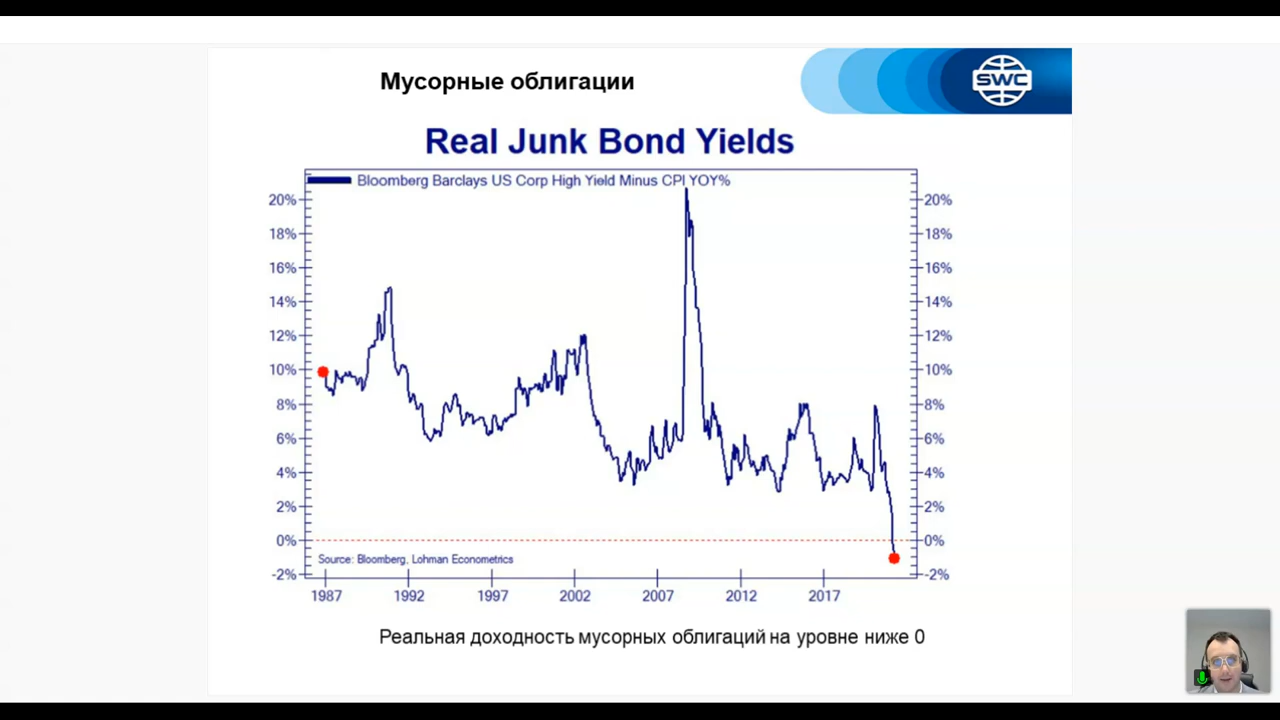 Мусорные облигации
SWC
Real Junk Bond Yields
Bloomberg Barclays US Corp High Yield Minus CPI YOY%
20% 20%
18% 18%
16% 16%
14% 14%
12% 12%
10% 10%
8% 8%
6% 6%
4% 4%
2% 2%
0% 0%
Source: Bloomberg, Lohman Econometrics
-2% -2%
1987 1992 1997 2002 2007 2012 2017
Реальная доходность мусорных облигаций на уровне ниже 0